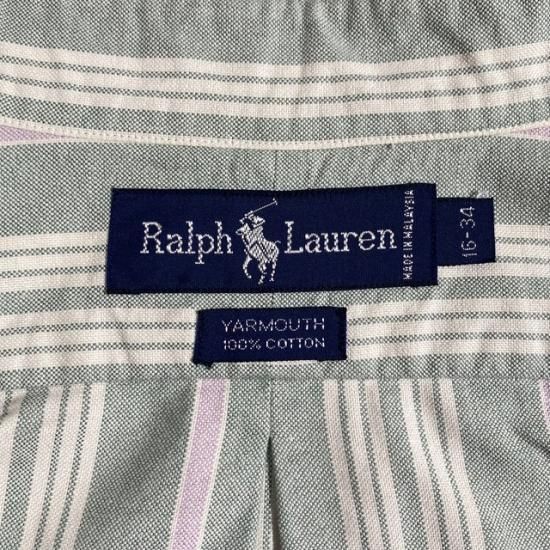 Ralph Lauren
MADE IN MALAYSIA
16-34
YARMOUTH
100% COTTON